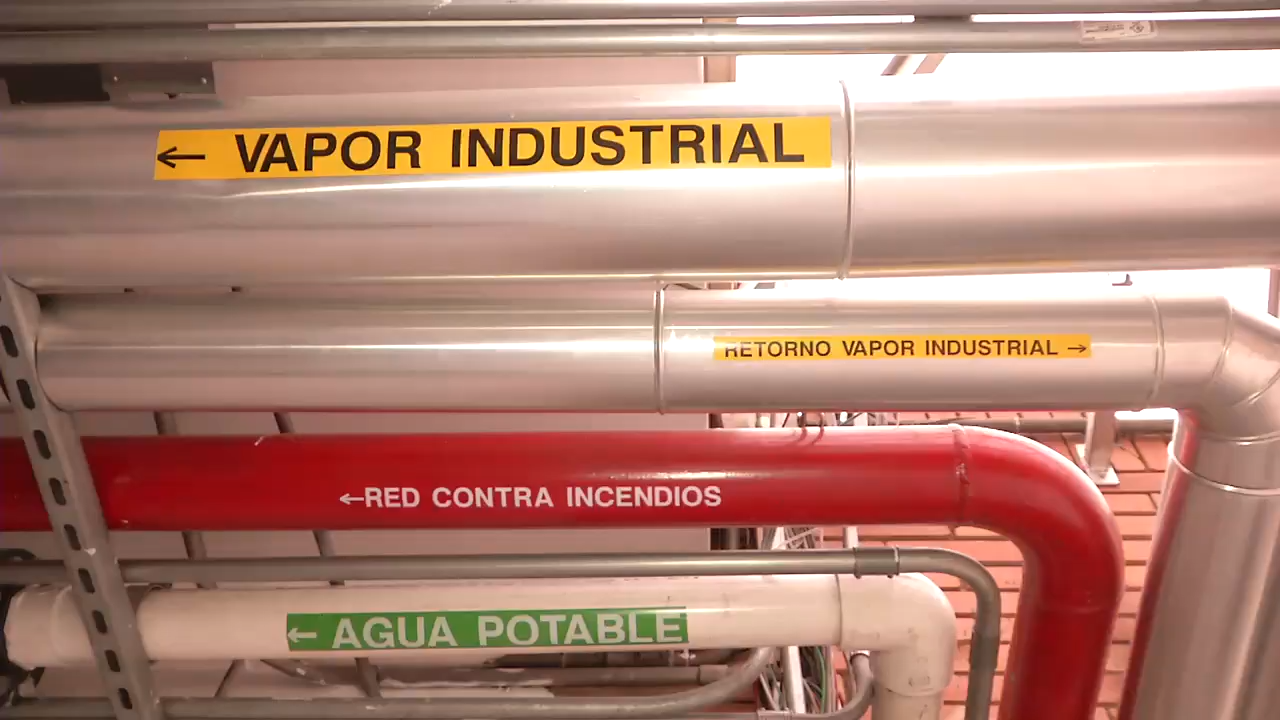 ← VAPOR INDUSTRIAL
RETORNO VAPOR INDUSTRIAL →
←RED CONTRA INCENDIOS
← AGUA POTABLE